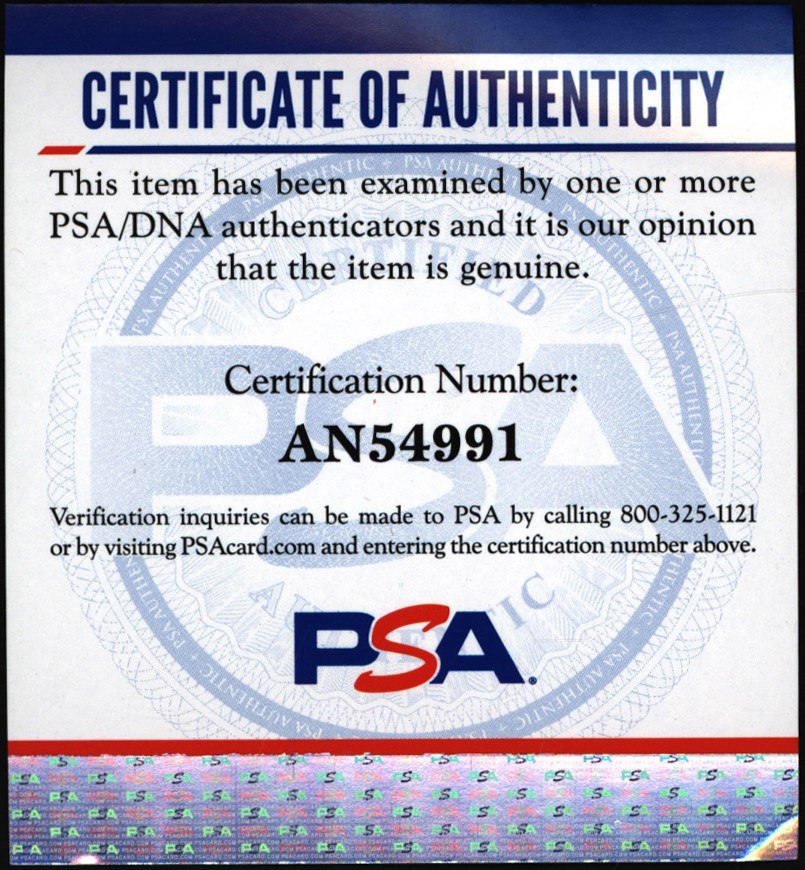 CERTIFICATE OF AUTHENTICITY
This item has been examined by one or more
PSA/DNA authenticators and it is our opinion
that the item is genuine.
Certification Number:
AN54991
Verification inquiries can be made to PSA by calling 800-325-1121
or by visiting PSAcard.com and entering the certification number above.
PSA